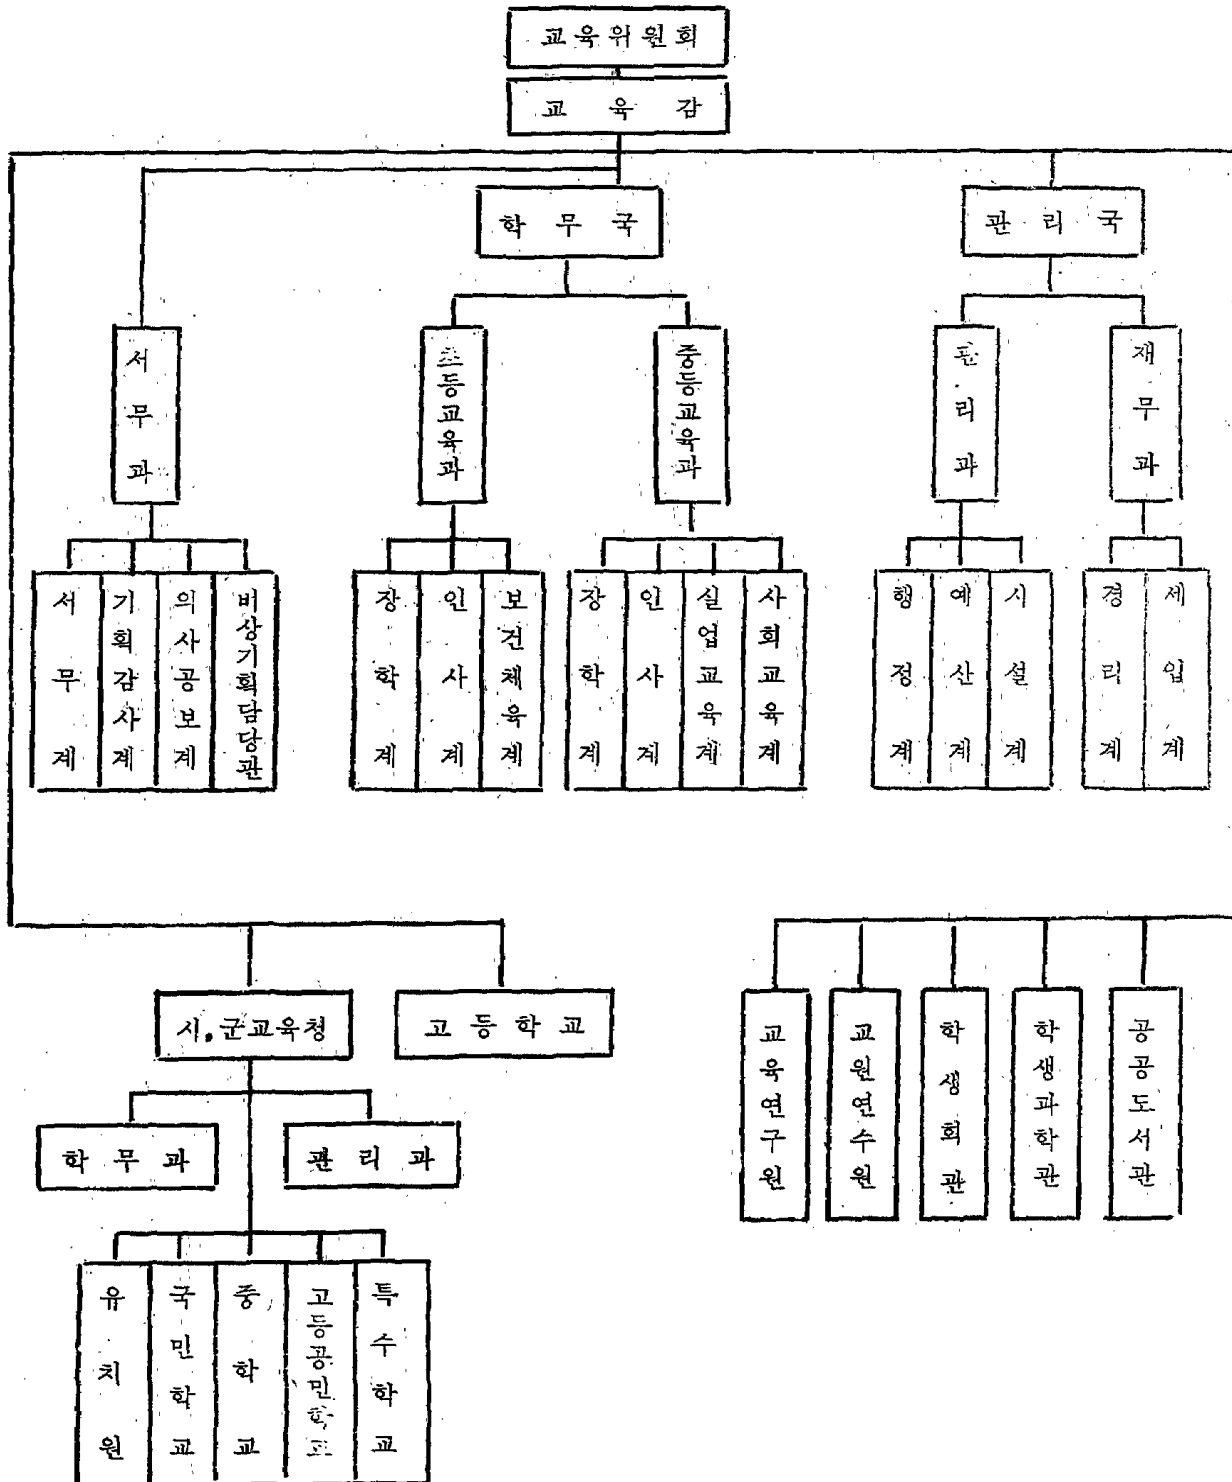 교육위원회
교 육 감
학 무 국
관 리 국
서무과
초등교육과
중등교육과
관리과
재무과
서무계
기획감사계
의사공보계
비상기획담당관
장학계
인사계
보건체육계
장학계
인사계
실업교육계
사회교육계
행정계
예산계
시설계
경리계
세입계
시.군교육청
고 등 학 교
학 무 과
관 리 과
교육연구원
교원연수원
학생회관
학생과학관
공공도서관
유치원
국민학교
중학교
고등공민학교
특수학교